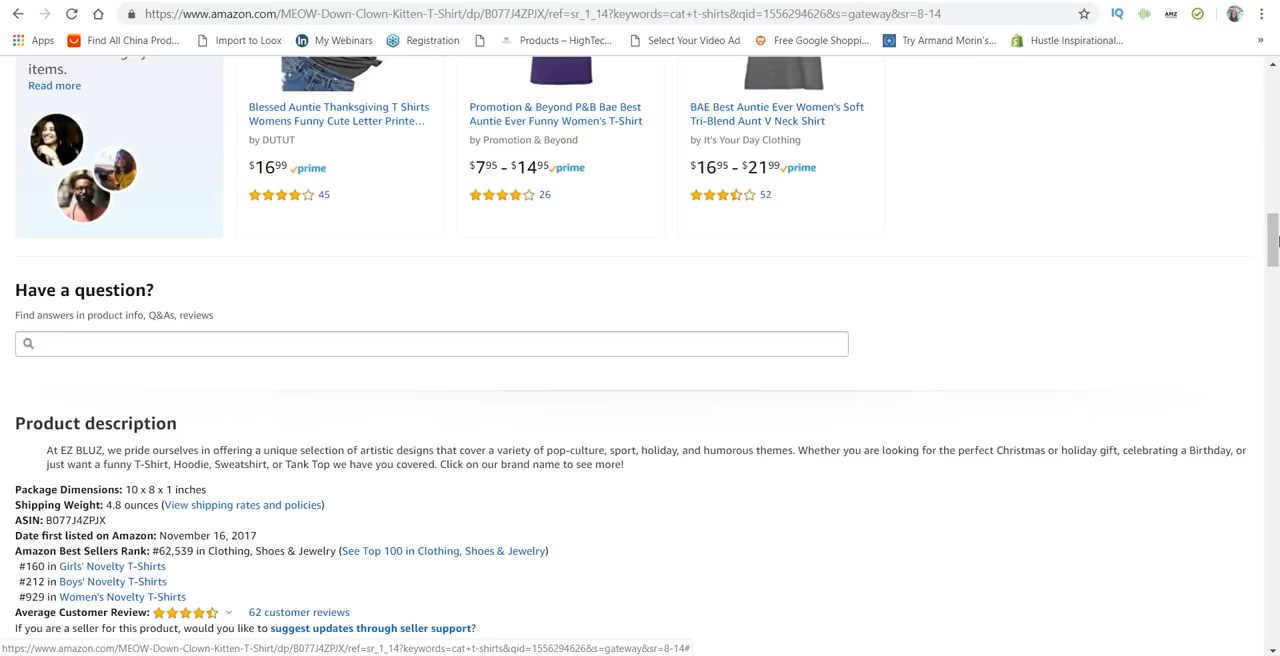 https://www.amazon.com/MEOW-Down-Clown-Kitten-T-Shirt/dp/B077J4ZPJX/ref=sr_1_14?keywords=cat+t-shirts&qid=1556294626&s=gateway&sr=8-14
IQ
AMZ
Apps
Find All China Prod...
Import to Loox
My Webinars
Registration
Products – HighTec...
Select Your Video Ad
Free Google Shoppi...
Try Armand Morin's...
Hustle Inspirational...
»
items.
Read more
Blessed Auntie Thanksgiving T Shirts
Womens Funny Cute Letter Printe…
by DUTUT
$16 99 prime
45
Promotion & Beyond P&B Bae Best
Auntie Ever Funny Women's T-Shirt
by Promotion & Beyond
$7 95 - $14 95 prime
26
BAE Best Auntie Ever Women's Soft
Tri-Blend Aunt V Neck Shirt
by It's Your Day Clothing
$16 95 - $21 99 prime
52
Have a question?
Find answers in product info, Q&As, reviews
Product description
At EZ BLUZ, we pride ourselves in offering a unique selection of artistic designs that cover a variety of pop-culture, sport, holiday, and humorous themes. Whether you are looking for the perfect Christmas or holiday gift, celebrating a Birthday, or
just want a funny T-Shirt, Hoodie, Sweatshirt, or Tank Top we have you covered. Click on our brand name to see more!
Package Dimensions: 10 x 8 x 1 inches
Shipping Weight: 4.8 ounces (View shipping rates and policies)
ASIN: B077J4ZPJX
Date first listed on Amazon: November 16, 2017
Amazon Best Sellers Rank: #62,539 in Clothing, Shoes & Jewelry (See Top 100 in Clothing, Shoes & Jewelry)
#160 in Girls' Novelty T-Shirts
#212 in Boys' Novelty T-Shirts
#929 in Women's Novelty T-Shirts
Average Customer Review: 62 customer reviews
If you are a seller for this product, would you like to suggest updates through seller support?
https://www.amazon.com/MEOW-Down-Clown-Kitten-T-Shirt/dp/B077J4ZPJX/ref=sr_1_14?keywords=cat+t-shirts&qid=1556294626&s=gateway&sr=8-14#